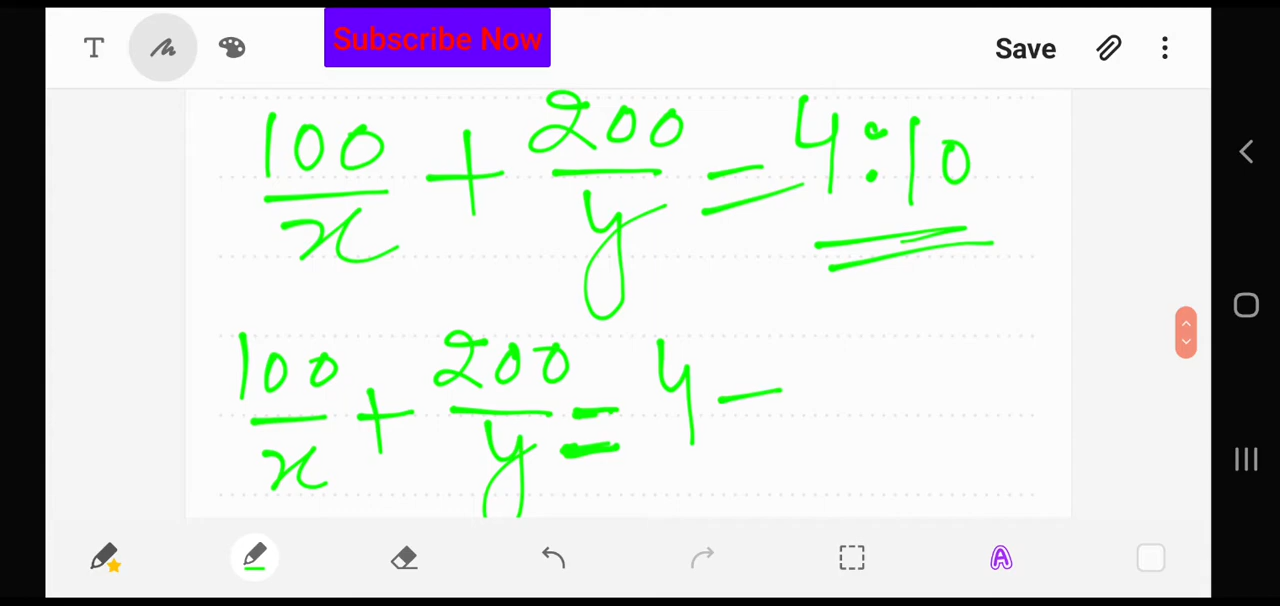 Subscribe Now
T Save
100/x + 200/y = 4:10
100/x + 200/y = 4 -
A